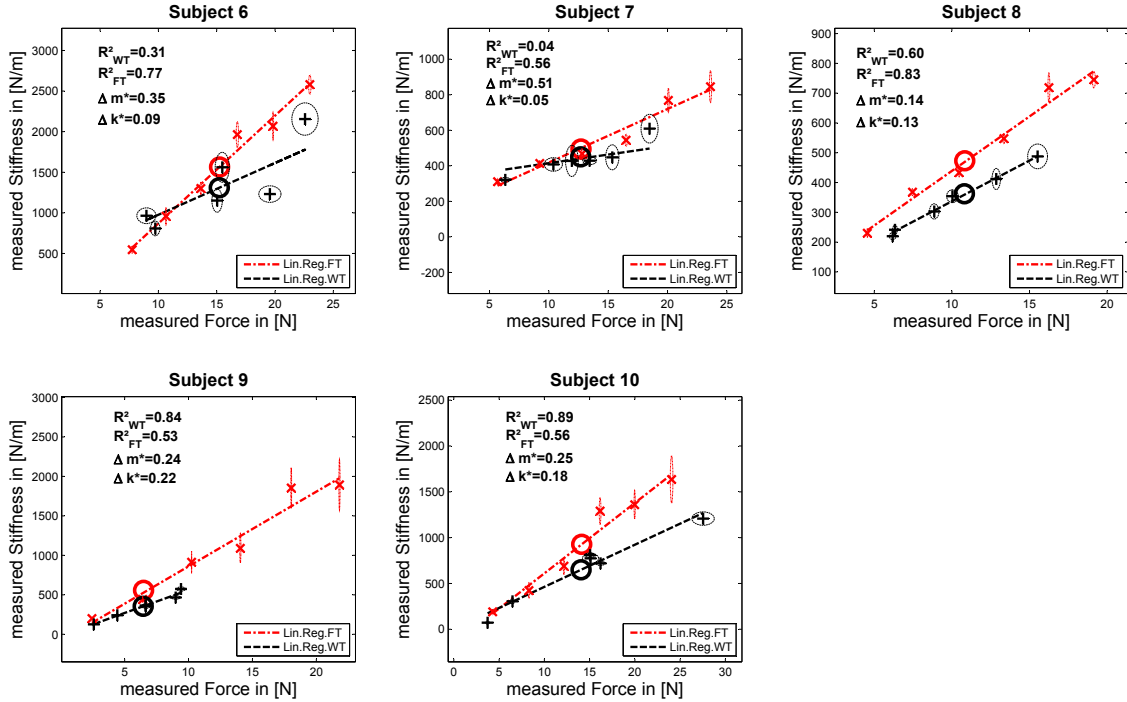 Subject 6
R²WT=0.31
R²FT=0.77
Δ m*=0.35
Δ k*=0.09
3000
2500
2000
1500
1000
500
measured Stiffness in [N/m]
5 10 15 20 25
measured Force in [N]
Lin.Reg.FT
Lin.Reg.WT
Subject 7
R²WT=0.04
R²FT=0.56
Δ m*=0.51
Δ k*=0.05
1000
800
600
400
200
0
-200
measured Stiffness in [N/m]
5 10 15 20 25
measured Force in [N]
Lin.Reg.FT
Lin.Reg.WT
Subject 8
R²WT=0.60
R²FT=0.83
Δ m*=0.14
Δ k*=0.13
900
800
700
600
500
400
300
200
100
measured Stiffness in [N/m]
5 10 15 20
measured Force in [N]
Lin.Reg.FT
Lin.Reg.WT
Subject 9
R²WT=0.84
R²FT=0.53
Δ m*=0.24
Δ k*=0.22
3000
2500
2000
1500
1000
500
0
measured Stiffness in [N/m]
5 10 15 20
measured Force in [N]
Lin.Reg.FT
Lin.Reg.WT
Subject 10
R²WT=0.89
R²FT=0.56
Δ m*=0.25
Δ k*=0.18
2500
2000
1500
1000
500
0
measured Stiffness in [N/m]
0 5 10 15 20 25 30
measured Force in [N]
Lin.Reg.FT
Lin.Reg.WT